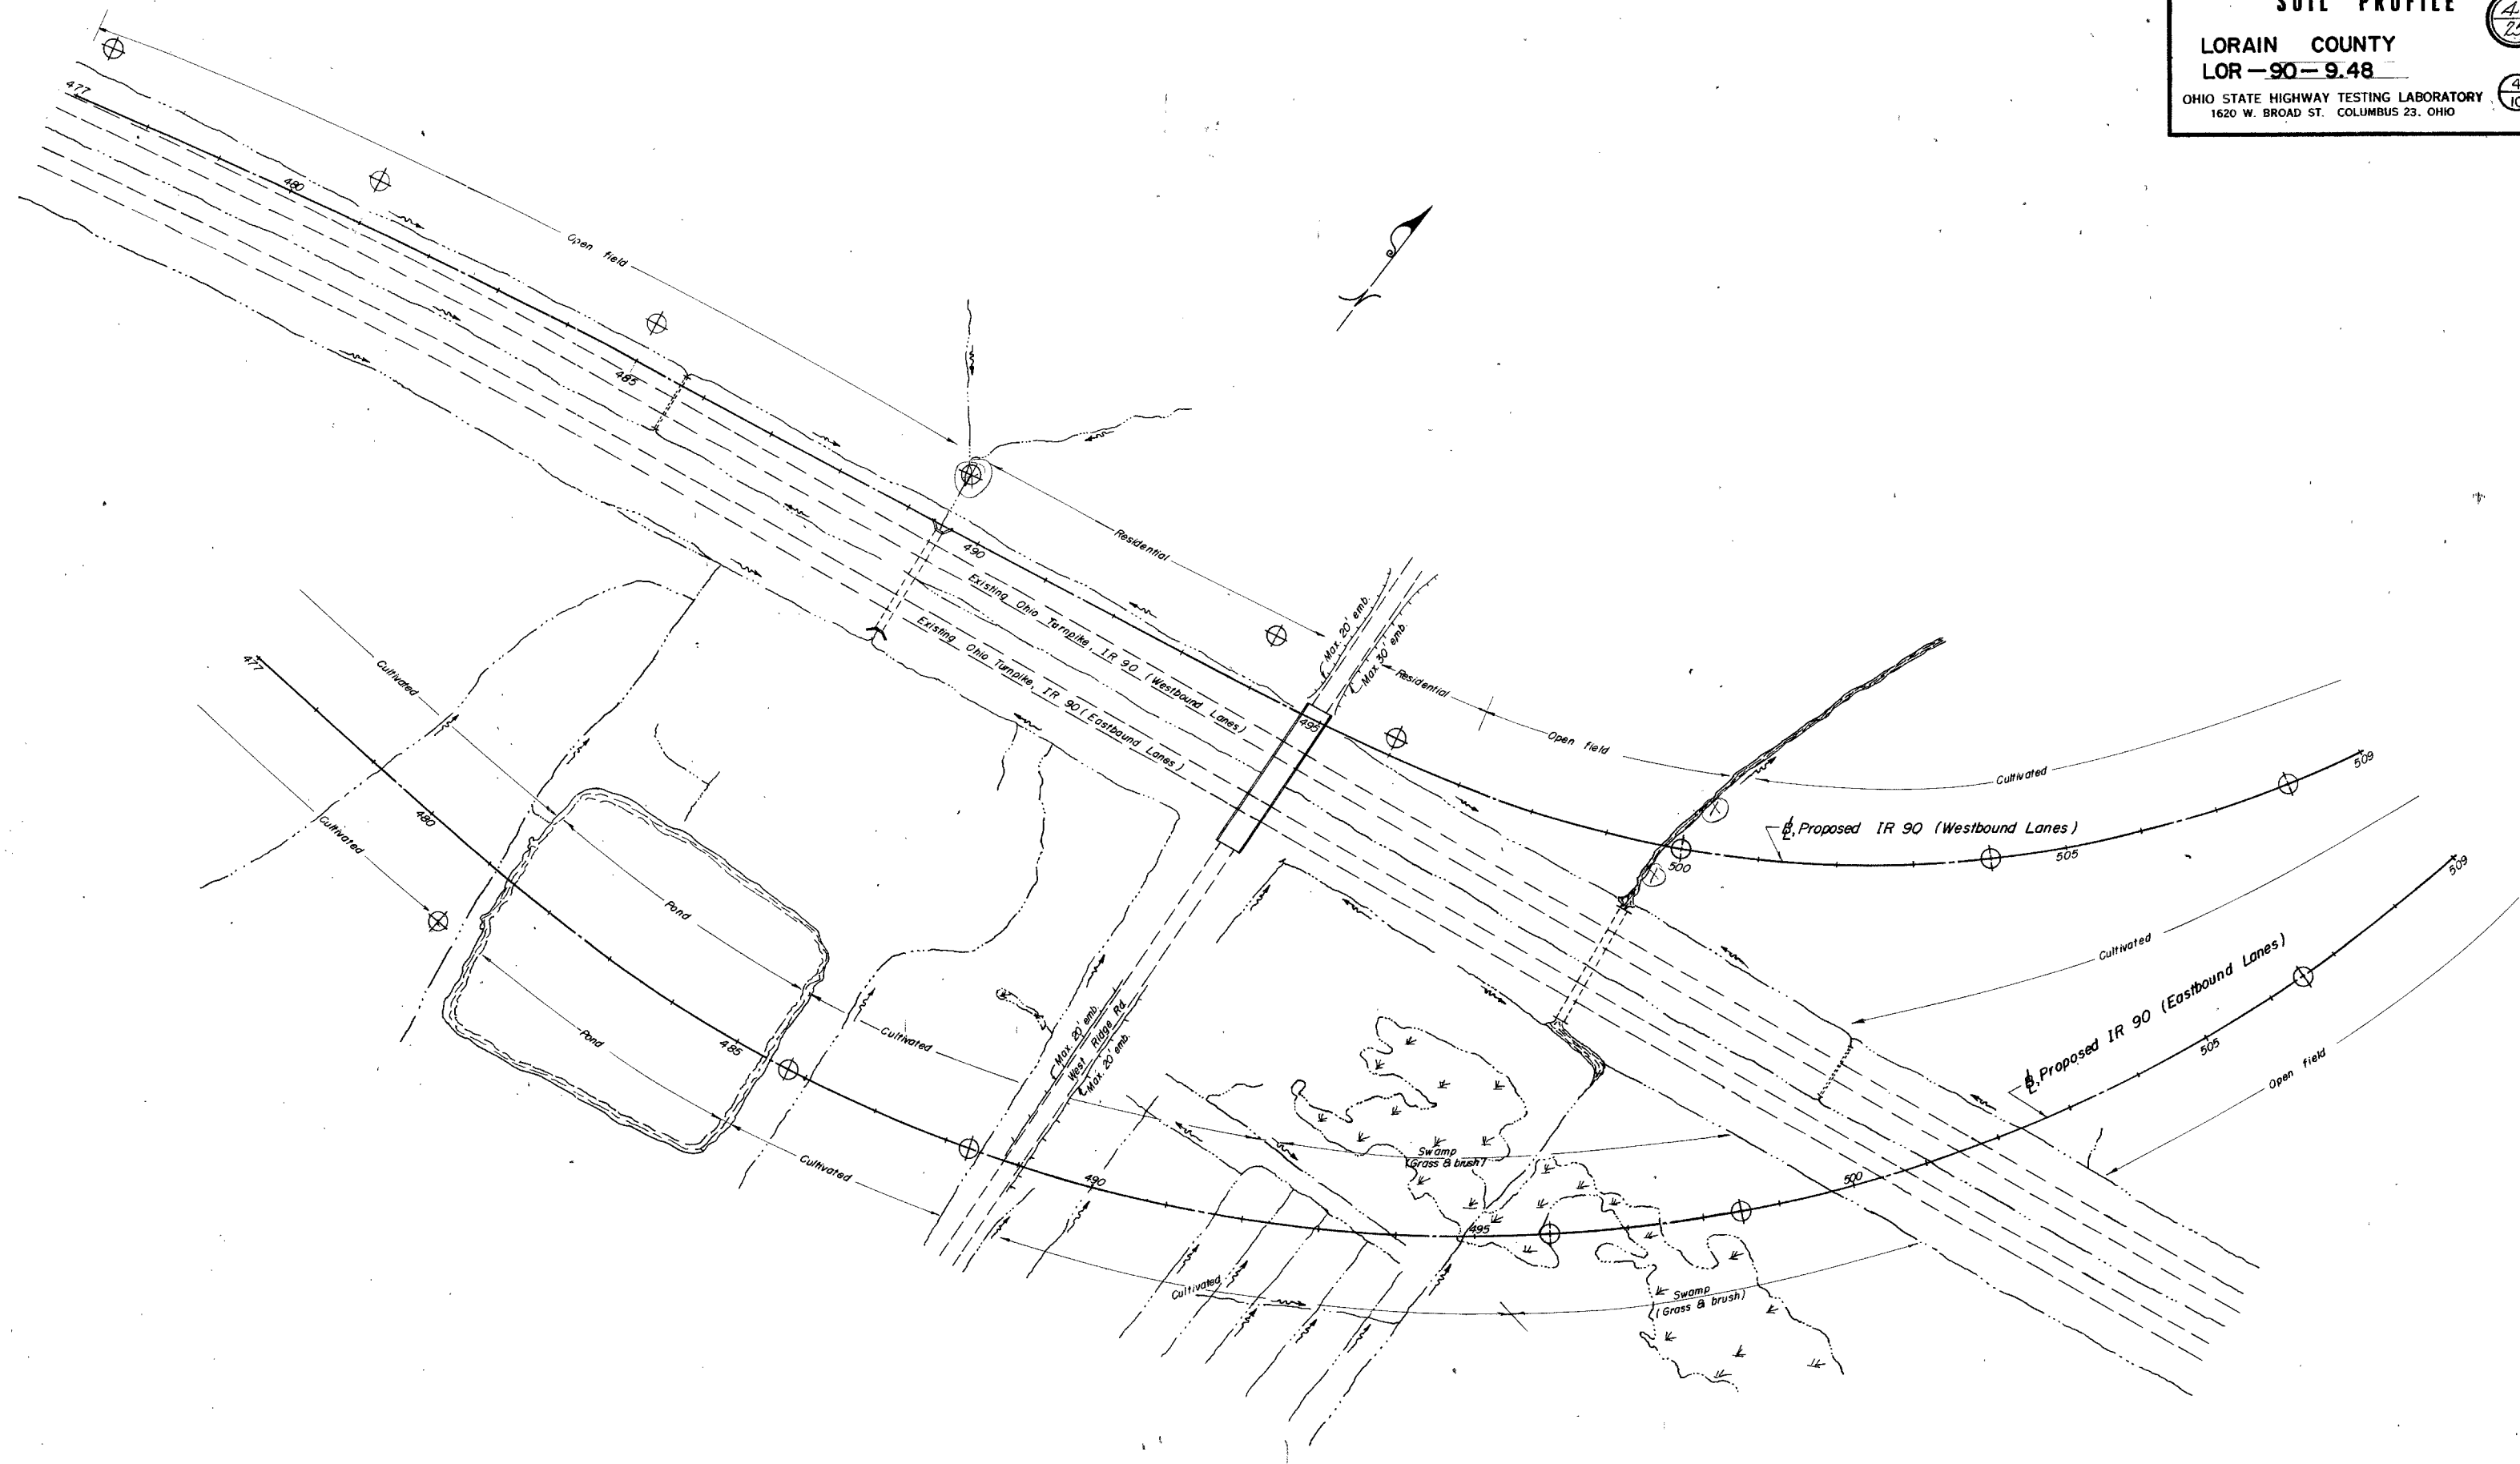 SOIL PROFILE
LORAIN COUNTY
LOR-90-9.48
OHIO STATE HIGHWAY TESTING LABORATORY
1620 W. BROAD ST. COLUMBUS 23. OHIO
477
480
Open field
485
490
Residential
Existing Ohio Turnpike, IR 90 (Westbound Lanes)
Existing Ohio Turnpike, IR 90 (Eastbound Lanes)
Max. 20' emb.
Max 30' emb.
Residential
495
Open field
Cultivated
509
Proposed IR 90 (Westbound Lanes)
500
505
477
Cultivated
Cultivated
480
Pond
Pond
485
Cultivated
Cultivated
Max. 20' emb.
West Ridge Rd.
Max. 20' emb.
490
Swamp
(Grass & brush)
495
Cultivated
Swamp
(Grass & brush)
500
Cultivated
509
Proposed IR 90 (Eastbound Lanes)
505
Open field